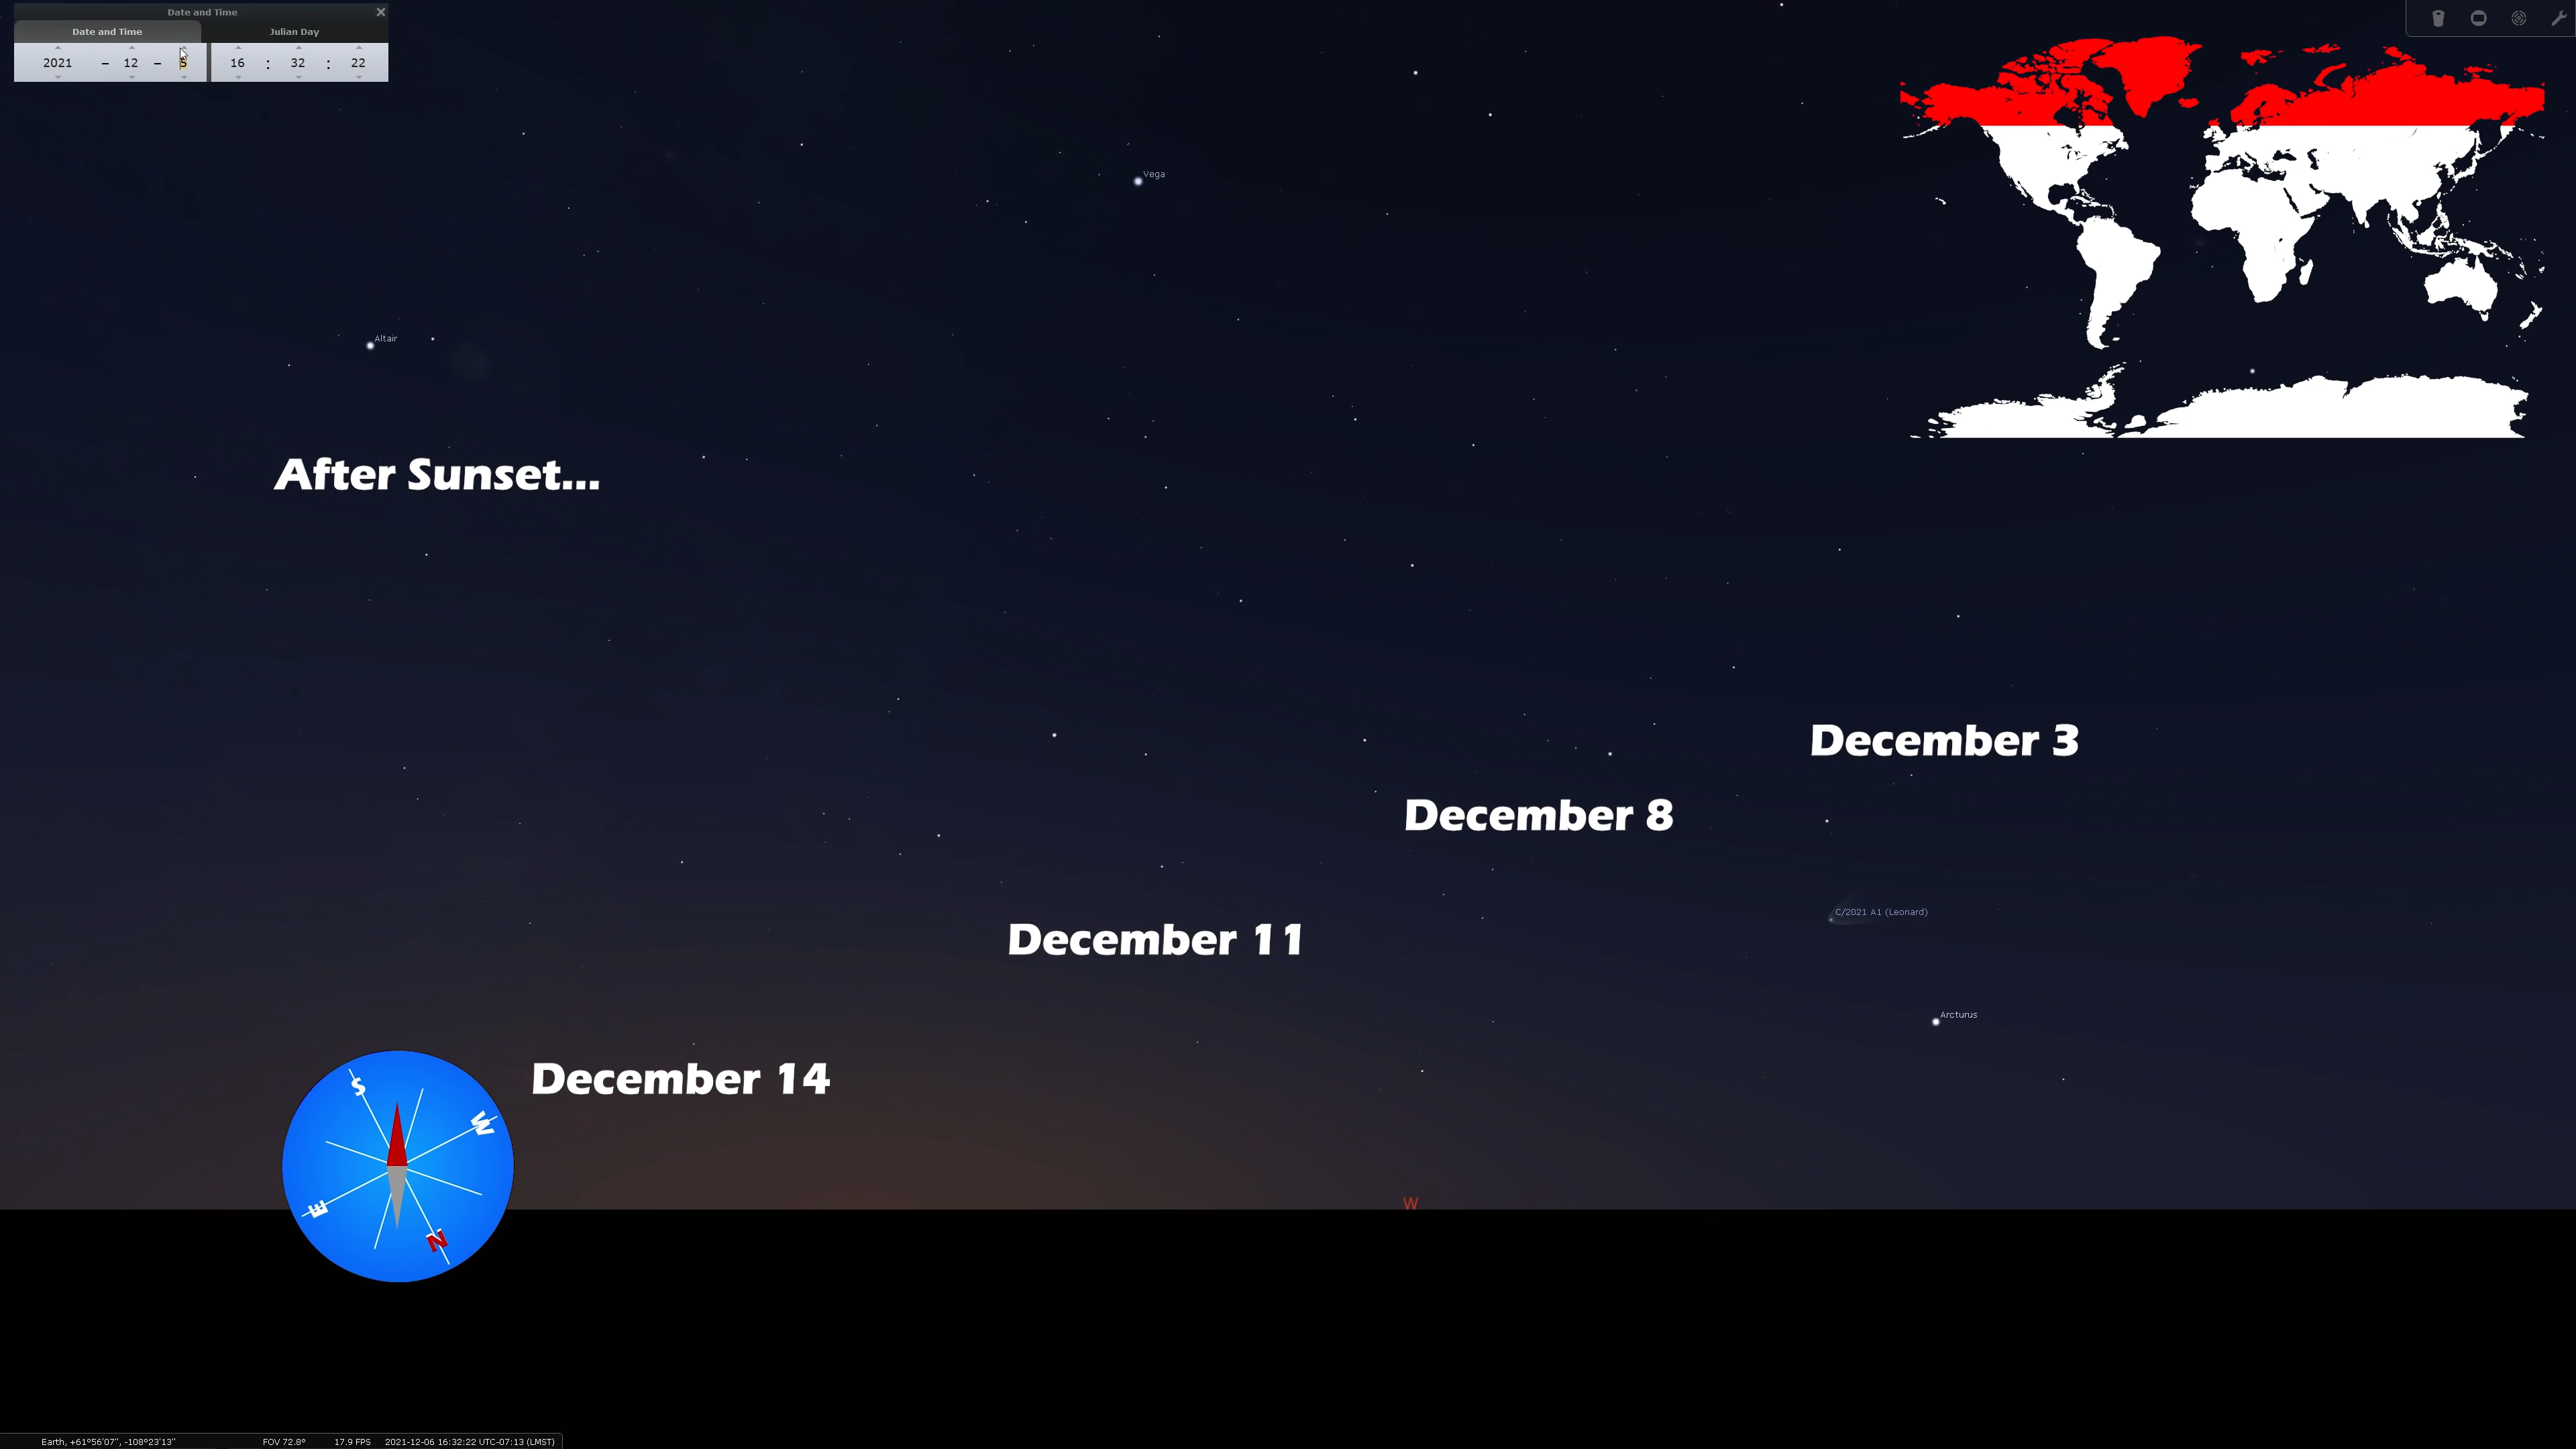 Date and Time
Date and Time Julian Day
2021 - 12 - 5 16 : 32 : 22
Vega
Altair
After Sunset...
December 3
December 8
C/2021 A1 (Leonard)
December 11
Arcturus
December 14
S
W
E
N
W
Earth, +61°56'07", -108°23'13" FOV 72.8° 17.9 FPS 2021-12-06 16:32:22 UTC-07:13 (LMST)